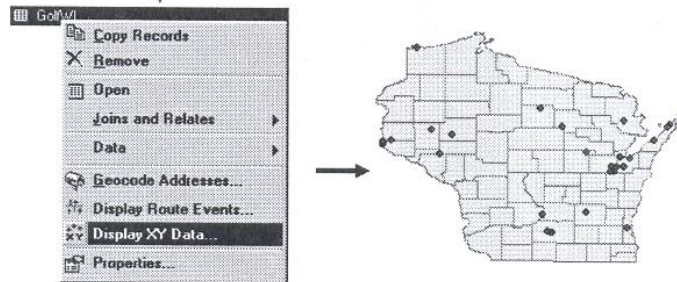 GolfWI
Copy Records
Remove
Open
Joins and Relates
Data
Geocode Addresses...
Display Route Events...
Display XY Data...
Properties...